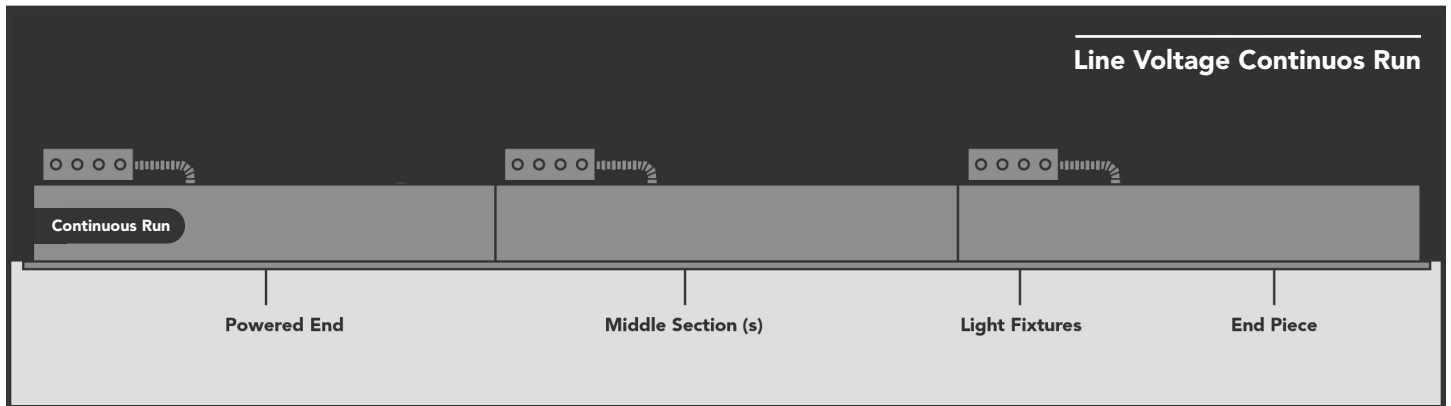 Line Voltage Continuos Run
Continuous Run
Powered End
Middle Section (s)
Light Fixtures
End Piece